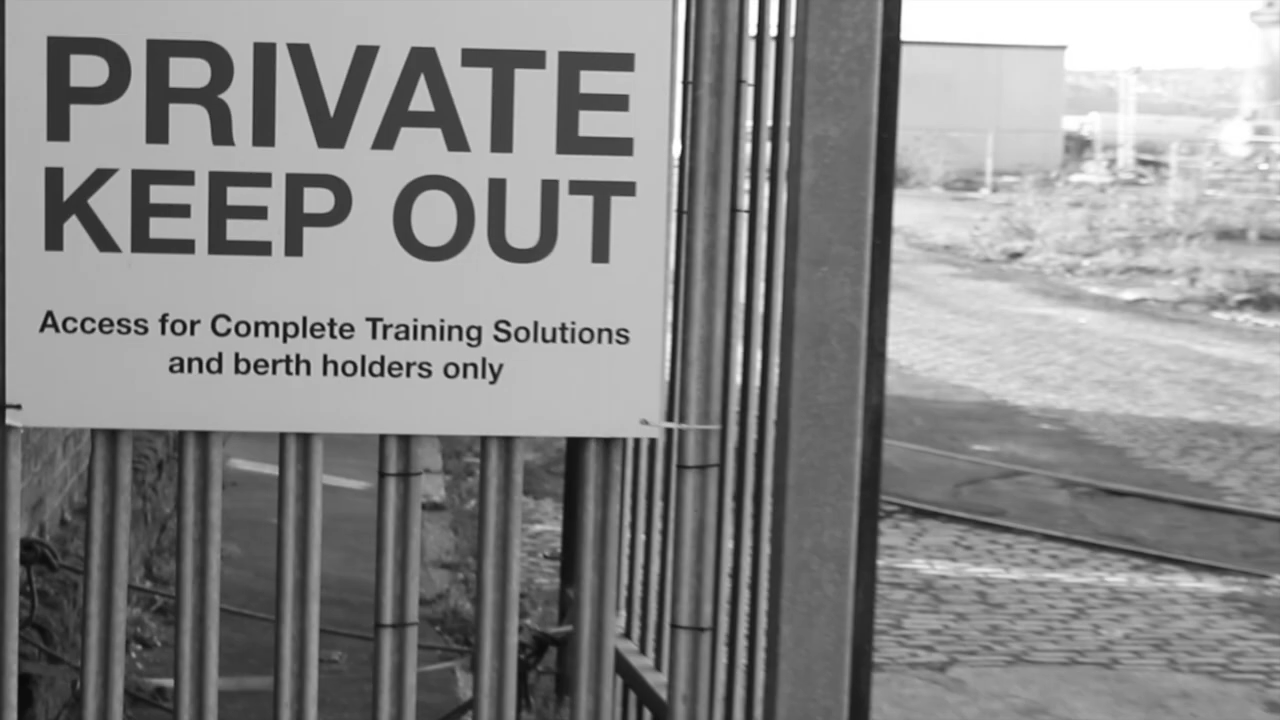 PRIVATE
KEEP OUT
Access for Complete Training Solutions
and berth holders only